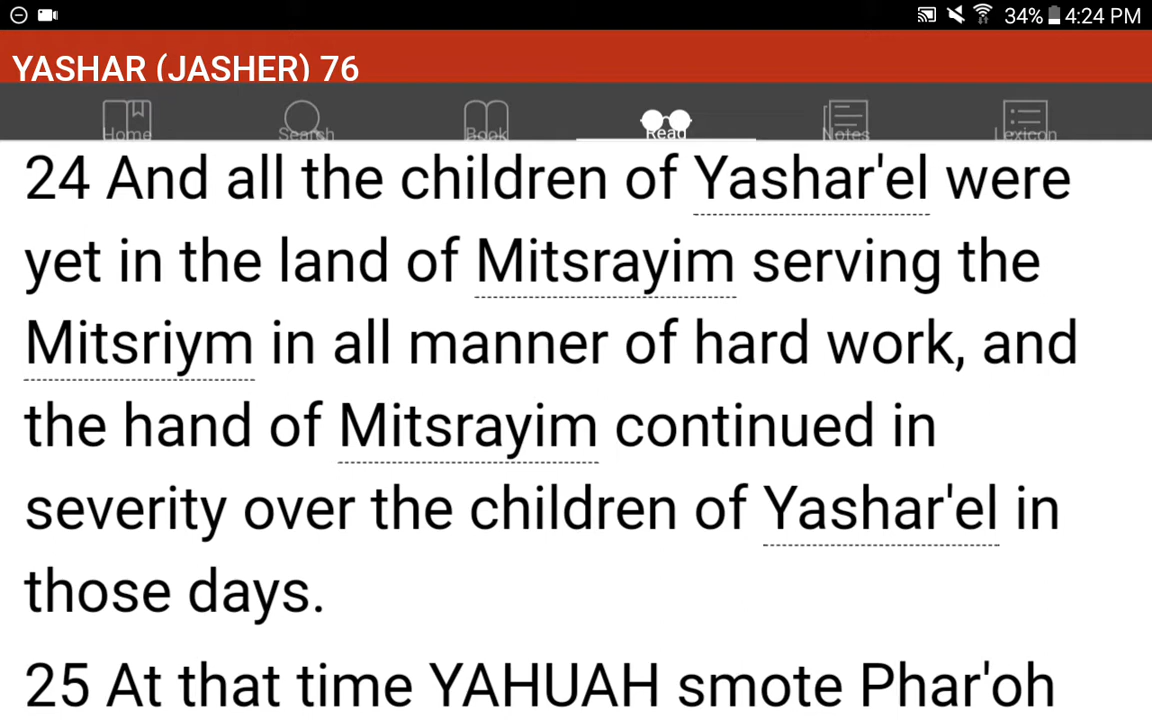 34% 4:24 PM
YASHAR (JASHER) 76
Home Search Book Read Notes Lexicon
24 And all the children of Yashar'el were
yet in the land of Mitsrayim serving the
Mitsriym in all manner of hard work, and
the hand of Mitsrayim continued in
severity over the children of Yashar'el in
those days.
25 At that time YAHUAH smote Phar'oh